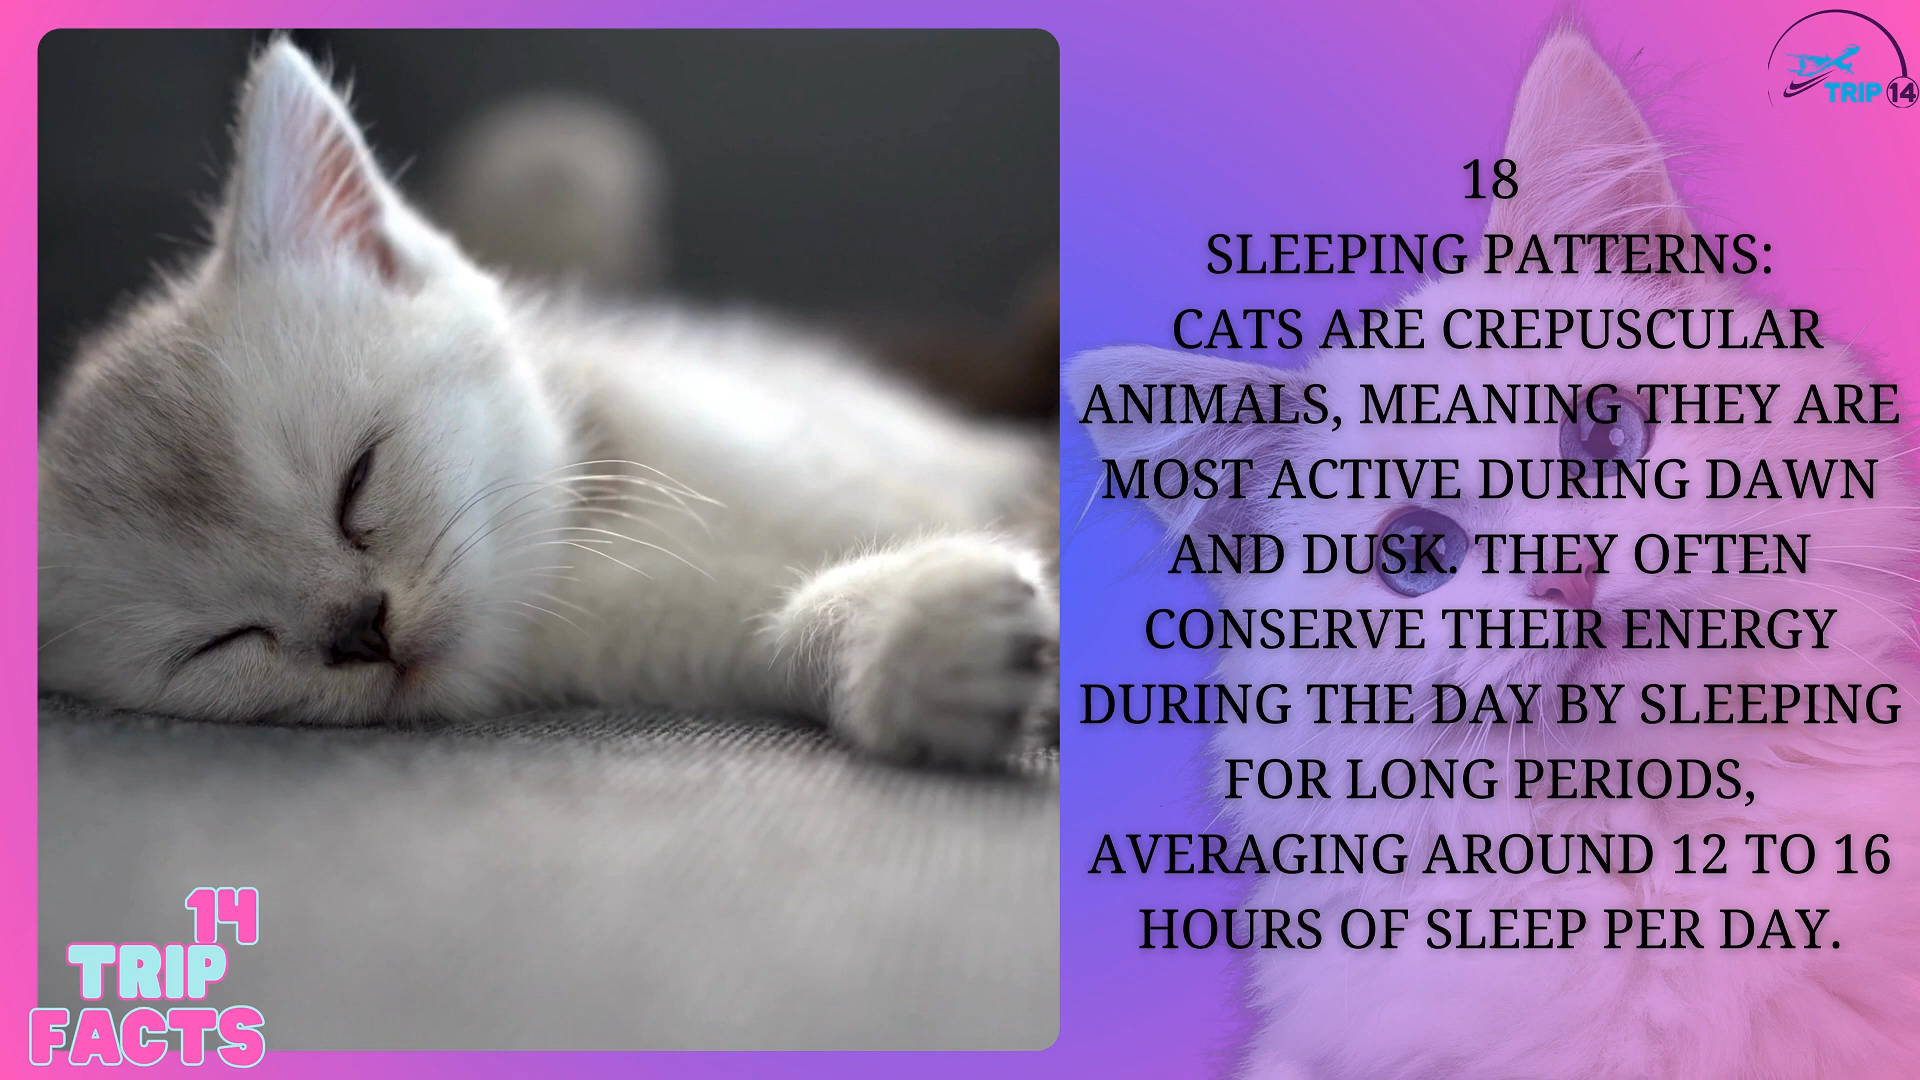 TRIP 14
18
SLEEPING PATTERNS:
CATS ARE CREPUSCULAR
ANIMALS, MEANING THEY ARE
MOST ACTIVE DURING DAWN
AND DUSK. THEY OFTEN
CONSERVE THEIR ENERGY
DURING THE DAY BY SLEEPING
FOR LONG PERIODS,
AVERAGING AROUND 12 TO 16
HOURS OF SLEEP PER DAY.
14
TRIP
FACTS